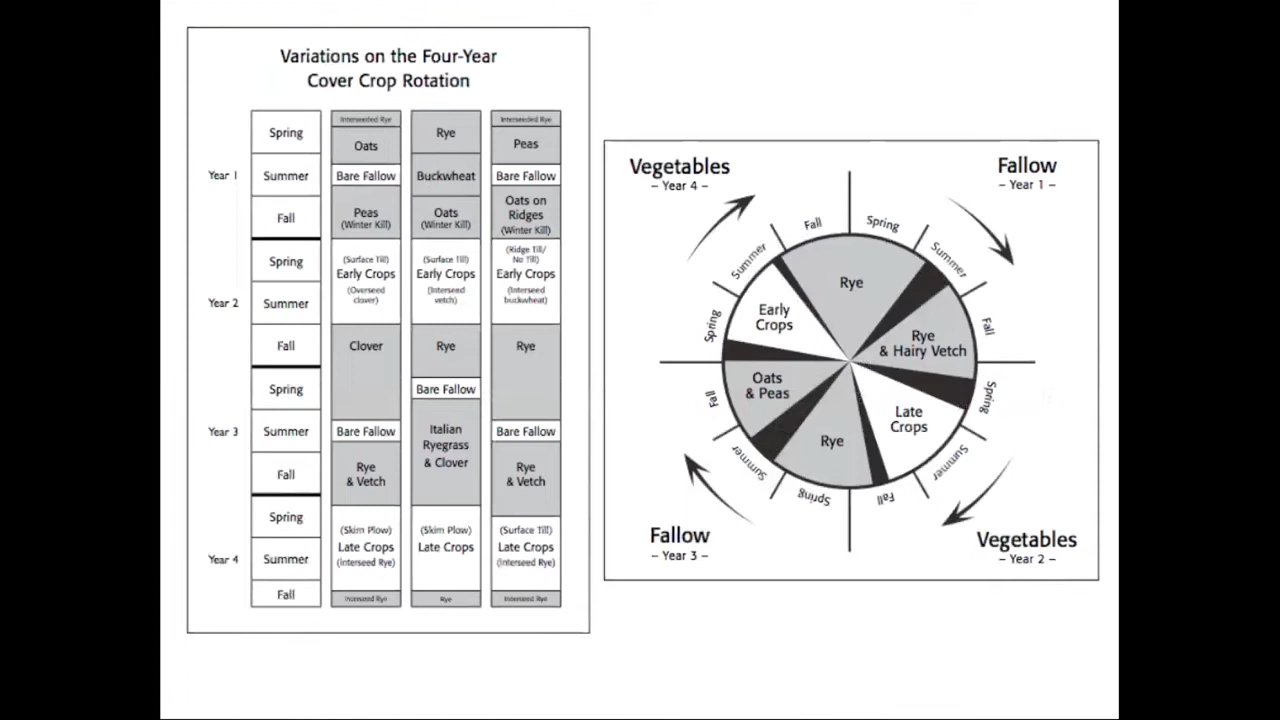 Variations on the Four-Year
Cover Crop Rotation
Year 1
Spring
Summer
Fall
Year 2
Spring
Summer
Fall
Year 3
Spring
Summer
Fall
Year 4
Spring
Summer
Fall
Interseeded Rye
Oats
Bare Fallow
Peas
(Winter Kill)
(Surface Till)
Early Crops
(Overseed
clover)
Clover
Bare Fallow
Rye
& Vetch
(Skim Plow)
Late Crops
(Interseed Rye)
Interseed Rye
Rye
Buckwheat
Oats
(Winter Kill)
(Surface Till)
Early Crops
(Interseed
vetch)
Rye
Bare Fallow
Italian
Ryegrass
& Clover
(Skim Plow)
Late Crops
Rye
Interseeded Rye
Peas
Bare Fallow
Oats on
Ridges
(Winter Kill)
(Ridge Till/
No Till)
Early Crops
(Interseed
buckwheat)
Rye
Bare Fallow
Rye
& Vetch
(Surface Till)
Late Crops
(Interseed Rye)
Interseed Rye
Vegetables
– Year 4 –
Fallow
– Year 1 –
Fall
Spring
Summer
Summer
Spring
Fall
Rye
Early
Crops
Rye
& Hairy Vetch
Oats
& Peas
Late
Crops
Rye
Fall
Spring
Summer
Summer
Spring
Fall
Fallow
– Year 3 –
Vegetables
– Year 2 –